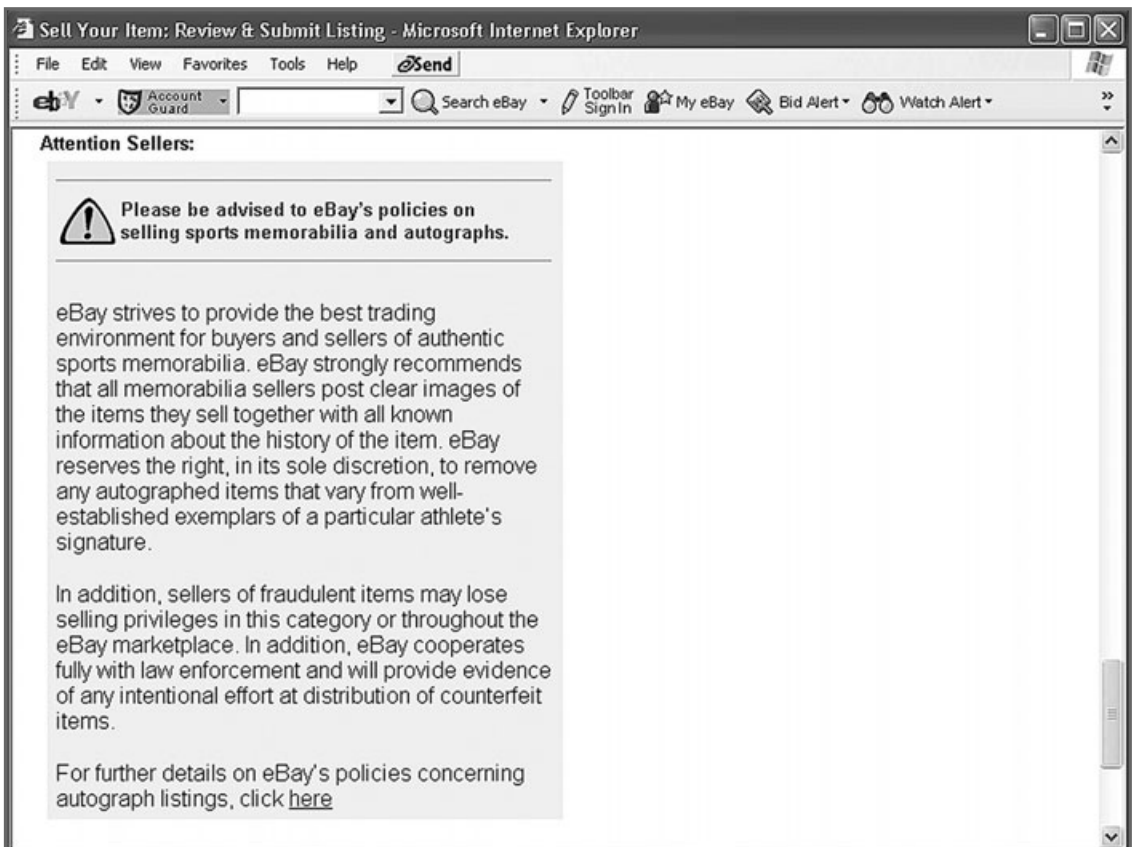 Sell Your Item: Review & Submit Listing - Microsoft Internet Explorer
File Edit View Favorites Tools Help Send
ebY Account Guard Search eBay Toolbar Sign In My eBay Bid Alert Watch Alert »
Attention Sellers:
Please be advised to eBay's policies on
selling sports memorabilia and autographs.
eBay strives to provide the best trading
environment for buyers and sellers of authentic
sports memorabilia. eBay strongly recommends
that all memorabilia sellers post clear images of
the items they sell together with all known
information about the history of the item. eBay
reserves the right, in its sole discretion, to remove
any autographed items that vary from well-
established exemplars of a particular athlete's
signature.
In addition, sellers of fraudulent items may lose
selling privileges in this category or throughout the
eBay marketplace. In addition, eBay cooperates
fully with law enforcement and will provide evidence
of any intentional effort at distribution of counterfeit
items.
For further details on eBay's policies concerning
autograph listings, click here